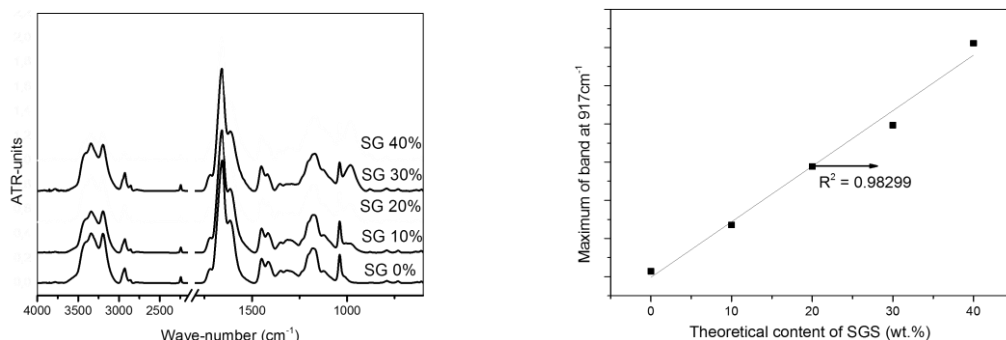 ATR-units
SG 40%
SG 30%
SG 20%
SG 10%
SG 0%
4000 3500 3000 2500 1500 1000
Wave-number (cm⁻¹)
Maximum of band at 917cm⁻¹
R² = 0.98299
0 10 20 30 40
Theoretical content of SGS (wt.%)